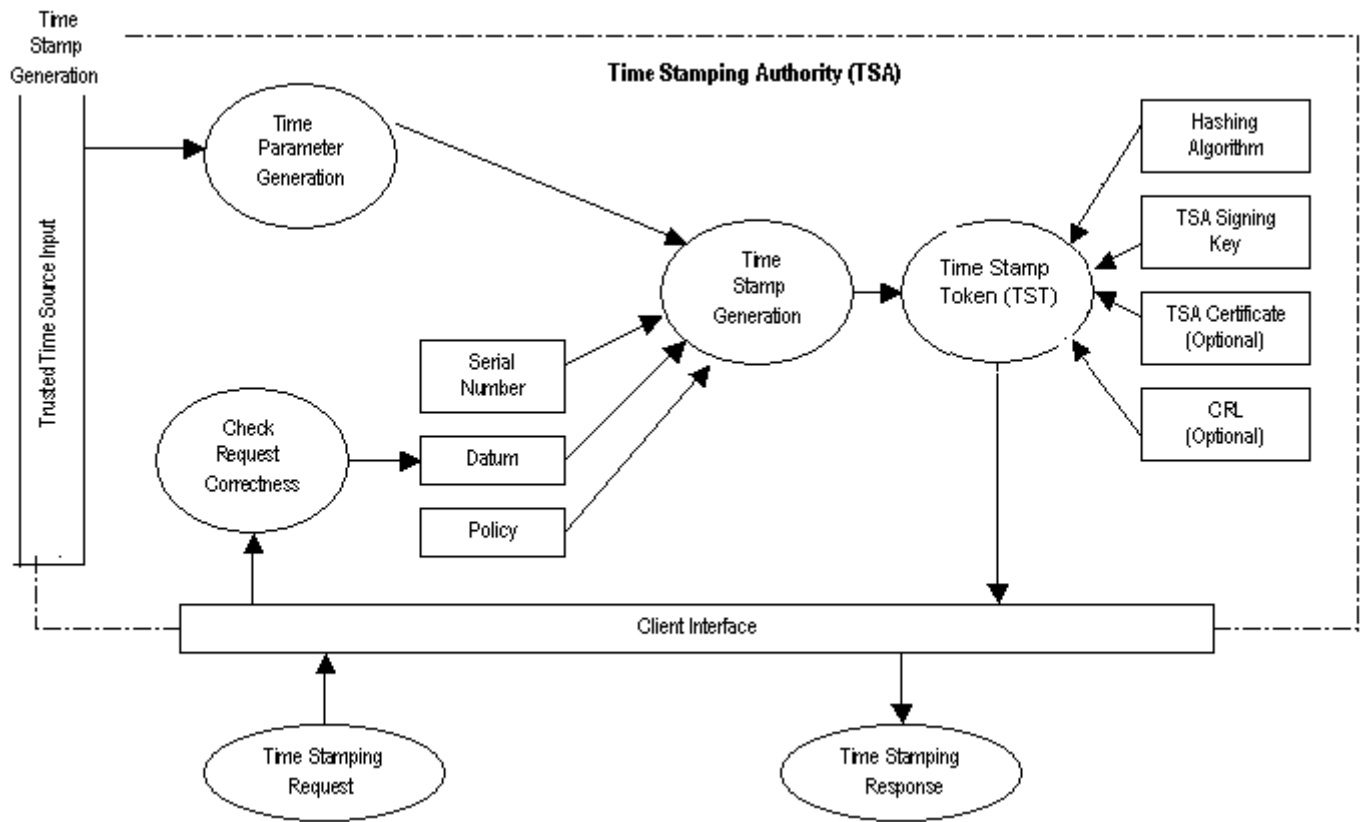 Time
Stamp
Generation
Time Stamping Authority (TSA)
Trusted Time Source Input
Time
Parameter
Generation
Hashing
Algorithm
TSA Signing
Key
Time
Stamp
Generation
Time Stamp
Token (TST)
TSA Certificate
(Optional)
Serial
Number
CRL
(Optional)
Check
Request
Correctness
Datum
Policy
Client Interface
Time Stamping
Request
Time Stamping
Response